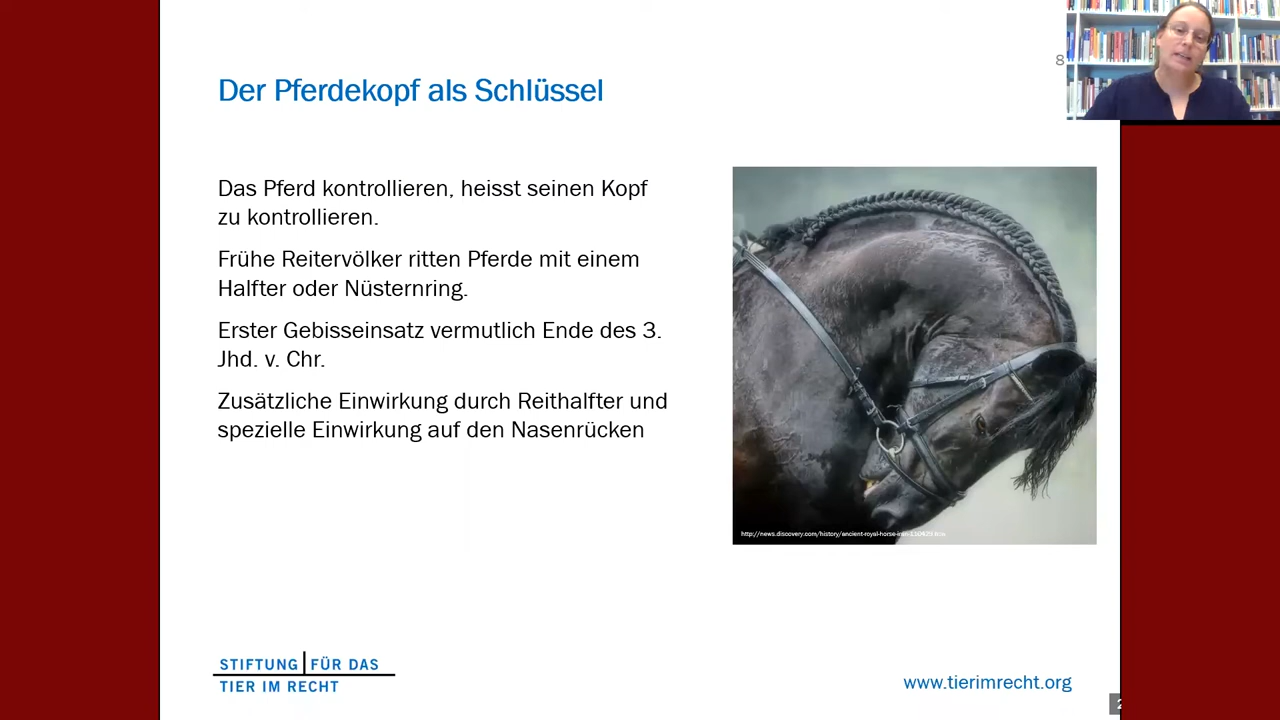 8
Der Pferdekopf als Schlüssel
Das Pferd kontrollieren, heisst seinen Kopf
zu kontrollieren.
Frühe Reitervölker ritten Pferde mit einem
Halfter oder Nüsternring.
Erster Gebisseinsatz vermutlich Ende des 3.
Jhd. v. Chr.
Zusätzliche Einwirkung durch Reithalfter und
spezielle Einwirkung auf den Nasenrücken
STIFTUNG FÜR DAS
TIER IM RECHT
www.tierimrecht.org